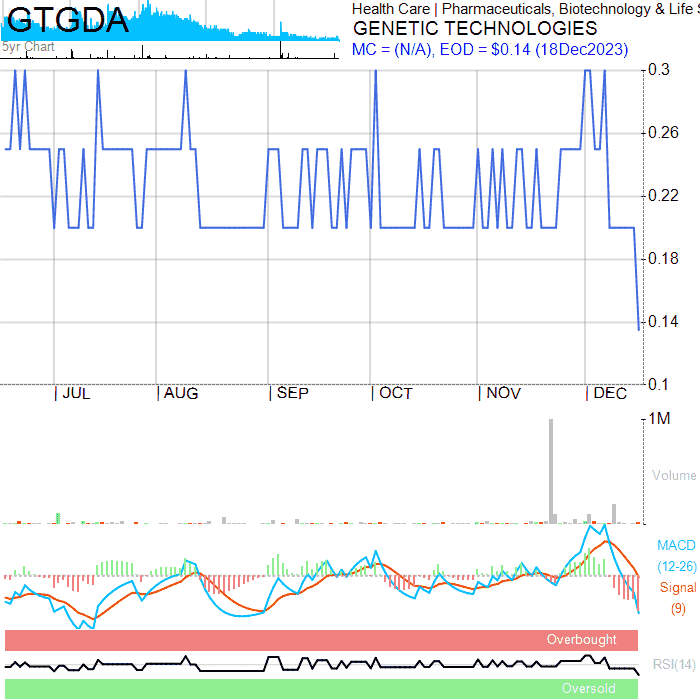 GTGDA
5yr Chart
Health Care | Pharmaceuticals, Biotechnology & Life S
GENETIC TECHNOLOGIES
MC = (N/A), EOD = $0.14 (18Dec2023)
0.3
0.26
0.22
0.18
0.14
0.1
JUL AUG SEP OCT NOV DEC
1M
Volume
MACD
(12-26)
Signal
(9)
Overbought
RSI(14)
Oversold